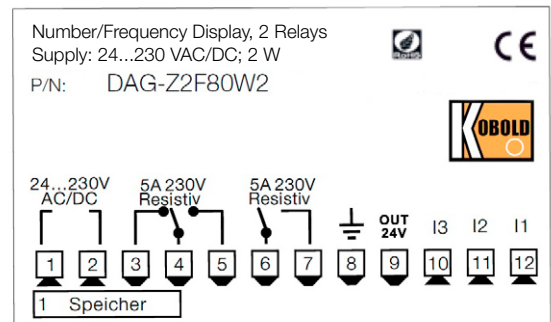 Number/Frequency Display, 2 Relays
Supply: 24...230 VAC/DC; 2 W
RoHS
CE
P/N: DAG-Z2F80W2
KOBOLD
24...230V 5A 230V 5A 230V
AC/DC Resistiv Resistiv
OUT I3 I2 I1
24V
1 2 3 4 5 6 7 8 9 10 11 12
1 Speicher